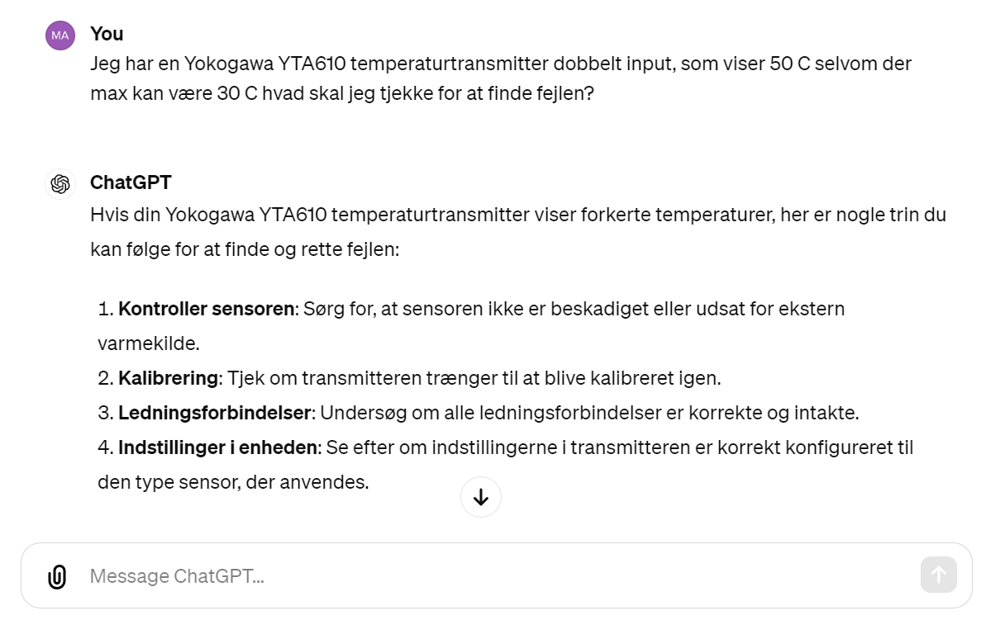 MA
You
Jeg har en Yokogawa YTA610 temperaturtransmitter dobbelt input, som viser 50 C selvom der
max kan være 30 C hvad skal jeg tjekke for at finde fejlen?
ChatGPT
Hvis din Yokogawa YTA610 temperaturtransmitter viser forkerte temperaturer, her er nogle trin du
kan følge for at finde og rette fejlen:
1. Kontroller sensoren: Sørg for, at sensoren ikke er beskadiget eller udsat for ekstern
varmekilde.
2. Kalibrering: Tjek om transmitteren trænger til at blive kalibreret igen.
3. Ledningsforbindelser: Undersøg om alle ledningsforbindelser er korrekte og intakte.
4. Indstillinger i enheden: Se efter om indstillingerne i transmitteren er korrekt konfigureret til
den type sensor, der anvendes.
Message ChatGPT...